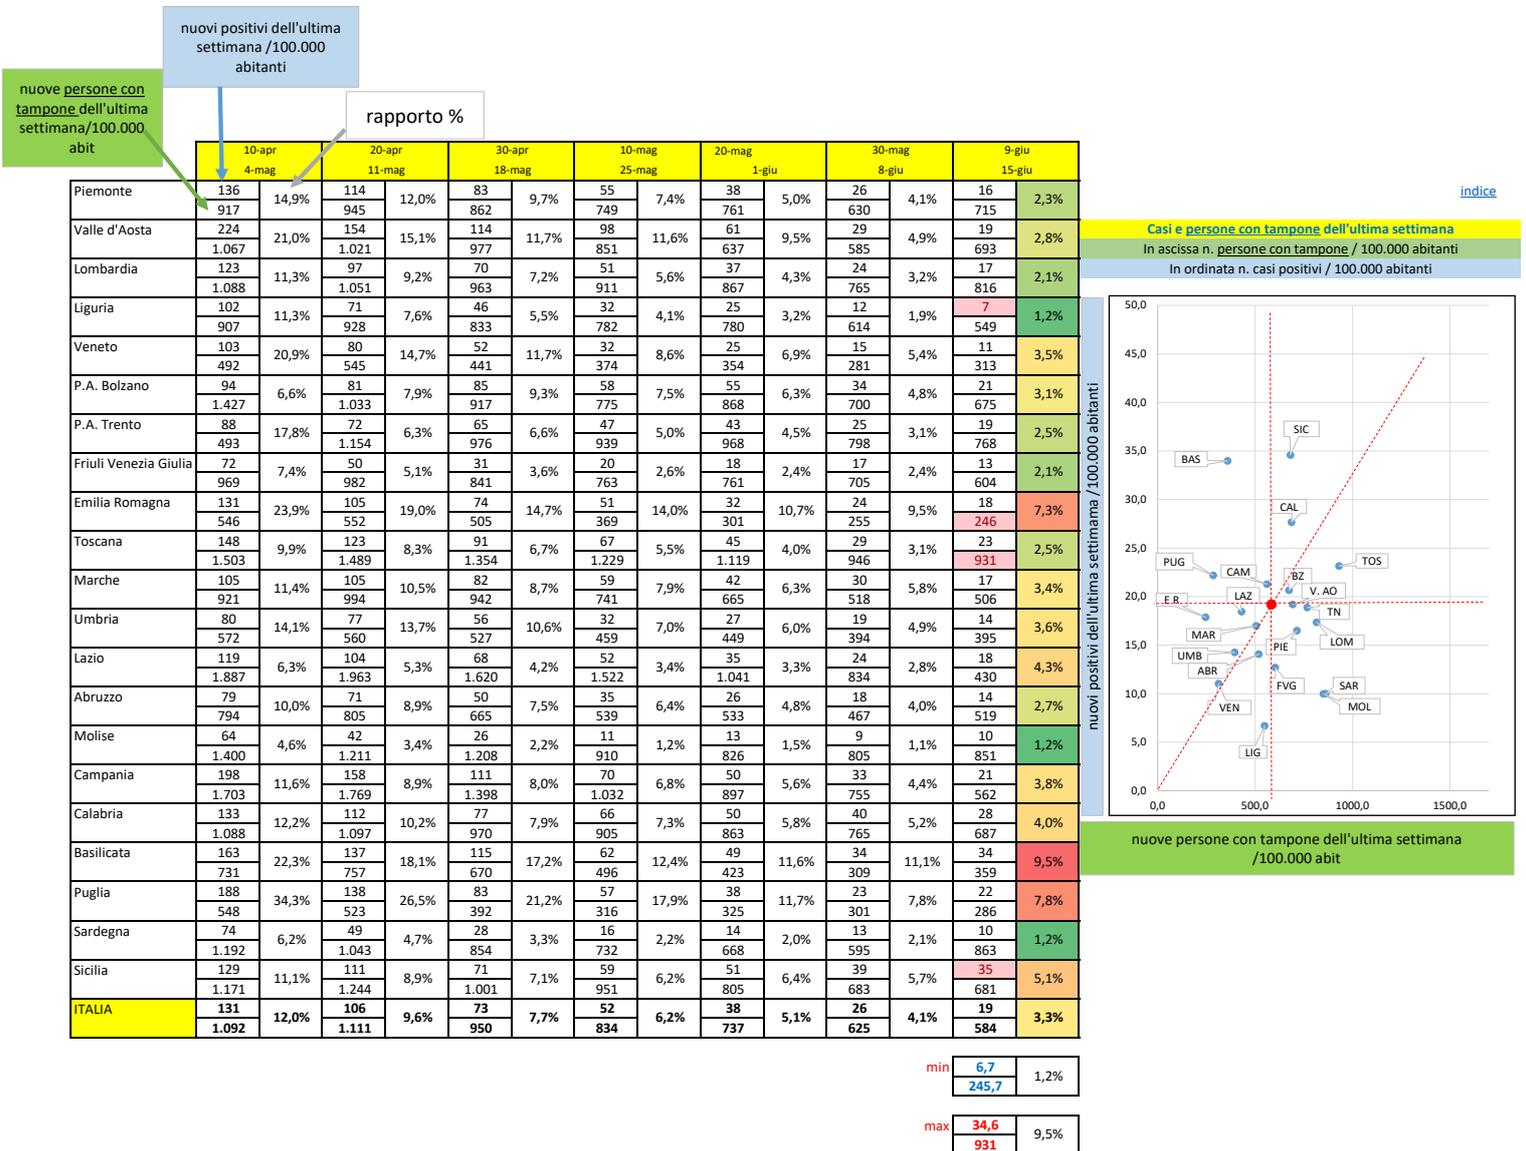 nuovi positivi dell'ultima
settimana /100.000
abitanti
nuove persone con
tampone dell'ultima
settimana/100.000
abit
rapporto %
10-apr 20-apr 30-apr 10-mag 20-mag 30-mag 9-giu
4-mag 11-mag 18-mag 25-mag 1-giu 8-giu 15-giu
Piemonte 136 14,9% 114 12,0% 83 9,7% 55 7,4% 38 5,0% 26 4,1% 16 2,3%
917 945 862 749 761 630 715
Valle d'Aosta 224 21,0% 154 15,1% 114 11,7% 98 11,6% 61 9,5% 29 4,9% 19 2,8%
1.067 1.021 977 851 637 585 693
Lombardia 123 11,3% 97 9,2% 70 7,2% 51 5,6% 37 4,3% 24 3,2% 17 2,1%
1.088 1.051 963 911 867 765 816
Liguria 102 11,3% 71 7,6% 46 5,5% 32 4,1% 25 3,2% 12 1,9% 7 1,2%
907 928 833 782 780 614 549
Veneto 103 20,9% 80 14,7% 52 11,7% 32 8,6% 25 6,9% 15 5,4% 11 3,5%
492 545 441 374 354 281 313
P.A. Bolzano 94 6,6% 81 7,9% 85 9,3% 58 7,5% 55 6,3% 34 4,8% 21 3,1%
1.427 1.033 917 775 868 700 675
P.A. Trento 88 17,8% 72 6,3% 65 6,6% 47 5,0% 43 4,5% 25 3,1% 19 2,5%
493 1.154 976 939 968 798 768
Friuli Venezia Giulia 72 7,4% 50 5,1% 31 3,6% 20 2,6% 18 2,4% 17 2,4% 13 2,1%
969 982 841 763 761 705 604
Emilia Romagna 131 23,9% 105 19,0% 74 14,7% 51 14,0% 32 10,7% 24 9,5% 18 7,3%
546 552 505 369 301 255 246
Toscana 148 9,9% 123 8,3% 91 6,7% 67 5,5% 45 4,0% 29 3,1% 23 2,5%
1.503 1.489 1.354 1.229 1.119 946 931
Marche 105 11,4% 105 10,5% 82 8,7% 59 7,9% 42 6,3% 30 5,8% 17 3,4%
921 994 942 741 665 518 506
Umbria 80 14,1% 77 13,7% 56 10,6% 32 7,0% 27 6,0% 19 4,9% 14 3,6%
572 560 527 459 449 394 395
Lazio 119 6,3% 104 5,3% 68 4,2% 52 3,4% 35 3,3% 24 2,8% 18 4,3%
1.887 1.963 1.620 1.522 1.041 834 430
Abruzzo 79 10,0% 71 8,9% 50 7,5% 35 6,4% 26 4,8% 18 4,0% 14 2,7%
794 805 665 539 533 467 519
Molise 64 4,6% 42 3,4% 26 2,2% 11 1,2% 13 1,5% 9 1,1% 10 1,2%
1.400 1.211 1.208 910 826 805 851
Campania 198 11,6% 158 8,9% 111 8,0% 70 6,8% 50 5,6% 33 4,4% 21 3,8%
1.703 1.769 1.398 1.032 897 755 562
Calabria 133 12,2% 112 10,2% 77 7,9% 66 7,3% 50 5,8% 40 5,2% 28 4,0%
1.088 1.097 970 905 863 765 687
Basilicata 163 22,3% 137 18,1% 115 17,2% 62 12,4% 49 11,6% 34 11,1% 34 9,5%
731 757 670 496 423 309 359
Puglia 188 34,3% 138 26,5% 83 21,2% 57 17,9% 38 11,7% 23 7,8% 22 7,8%
548 523 392 316 325 301 286
Sardegna 74 6,2% 49 4,7% 28 3,3% 16 2,2% 14 2,0% 13 2,1% 10 1,2%
1.192 1.043 854 732 668 595 863
Sicilia 129 11,1% 111 8,9% 71 7,1% 59 6,2% 51 6,4% 39 5,7% 35 5,1%
1.171 1.244 1.001 951 805 683 681
ITALIA 131 12,0% 106 9,6% 73 7,7% 52 6,2% 38 5,1% 26 4,1% 19 3,3%
1.092 1.111 950 834 737 625 584
min 6,7 1,2%
245,7
max 34,6 9,5%
931
indice
Casi e persone con tampone dell'ultima settimana
In ascissa n. persone con tampone / 100.000 abitanti
In ordinata n. casi positivi / 100.000 abitanti
nuovi positivi dell'ultima settimama /100.000 abitanti
50,0
45,0
40,0
35,0
30,0
25,0
20,0
15,0
10,0
5,0
0,0
SIC
BAS
CAL
PUG
CAM
BZ
TOS
E.R
LAZ
V. AO
TN
MAR
PIE
LOM
UMB
ABR
FVG
SAR
VEN
MOL
LIG
0,0 500,0 1000,0 1500,0
nuove persone con tampone dell'ultima settimana
/100.000 abit